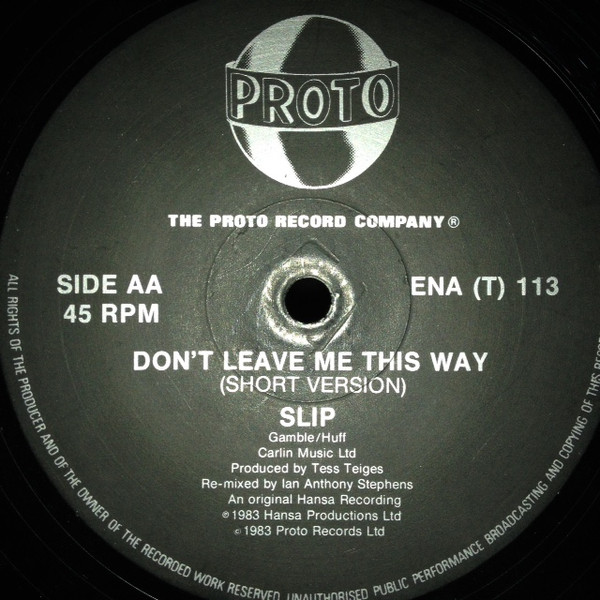 PROTO
THE PROTO RECORD COMPANY ®
SIDE AA
45 RPM
ENA (T) 113
DON'T LEAVE ME THIS WAY
(SHORT VERSION)
SLIP
Gamble/Huff
Carlin Music Ltd
Produced by Tess Teiges
Re-mixed by Ian Anthony Stephens
An original Hansa Recording
℗ 1983 Hansa Productions Ltd
© 1983 Proto Records Ltd
ALL RIGHTS OF THE PRODUCER AND OF THE OWNER OF THE RECORDED WORK RESERVED. UNAUTHORISED PUBLIC PERFORMANCE BROADCASTING AND COPYING OF THIS